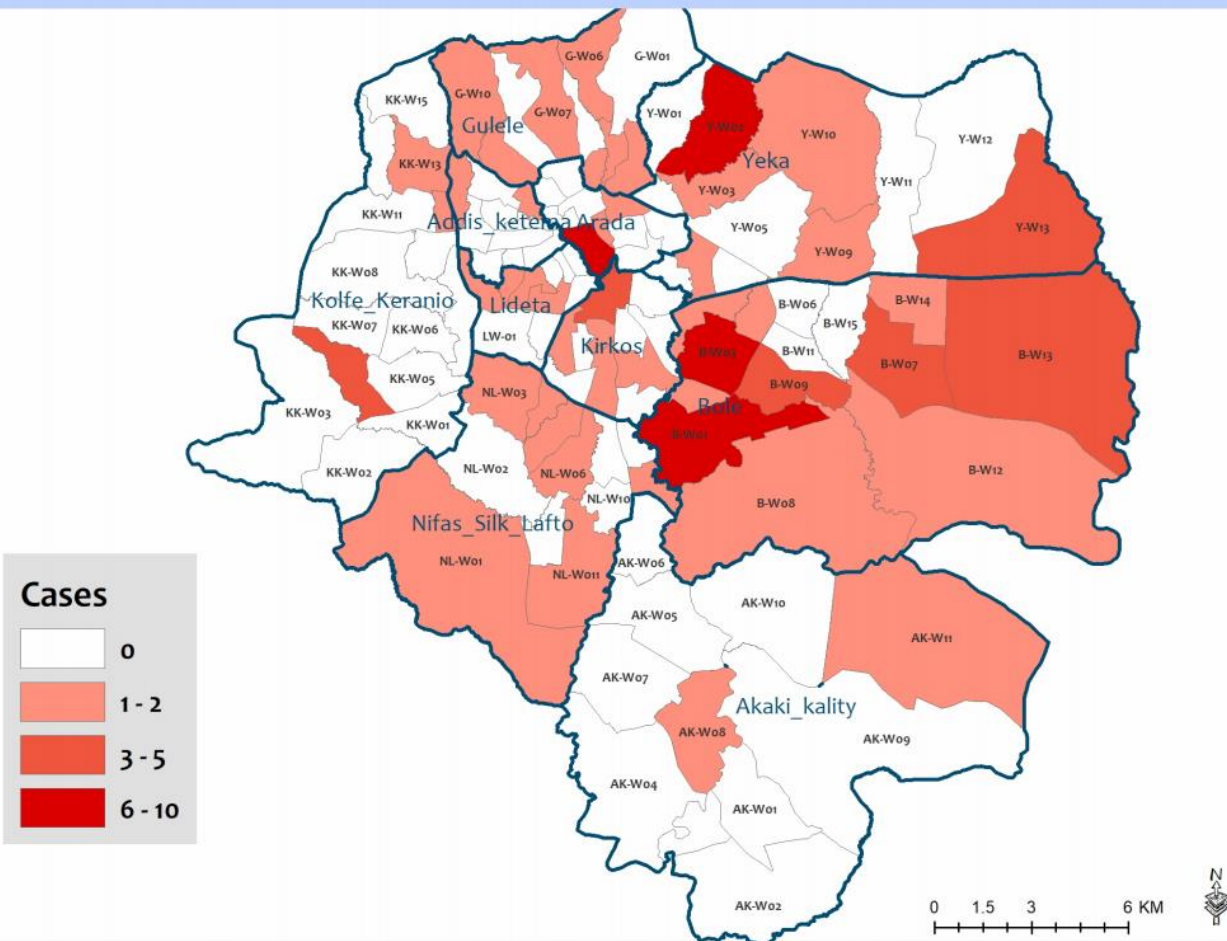 G-W06
G-W01
KK-W15
G-W10
G-W07
Gulele
Y-W01
Y-W02
Y-W10
Y-W12
Yeka
KK-W13
Y-W03
Y-W11
KK-W11
Addis_ketema
Arada
Y-W05
Y-W13
Y-W09
KK-W08
Kolfe_Keranio
Lideta
B-W06
B-W14
KK-W07
KK-W06
LW-01
Kirkos
B-W15
B-W03
B-W11
B-W07
B-W13
KK-W05
B-W09
NL-W03
KK-W03
KK-W01
Bole
B-W01
KK-W02
NL-W02
NL-W06
B-W12
NL-W10
B-W08
Nifas_Silk_Lafto
NL-W01
NL-W011
AK-W06
AK-W10
AK-W05
AK-W11
AK-W07
Akaki_kality
AK-W08
AK-W09
AK-W04
AK-W01
AK-W02
Cases
0
1 - 2
3 - 5
6 - 10
N
0 1.5 3 6 KM